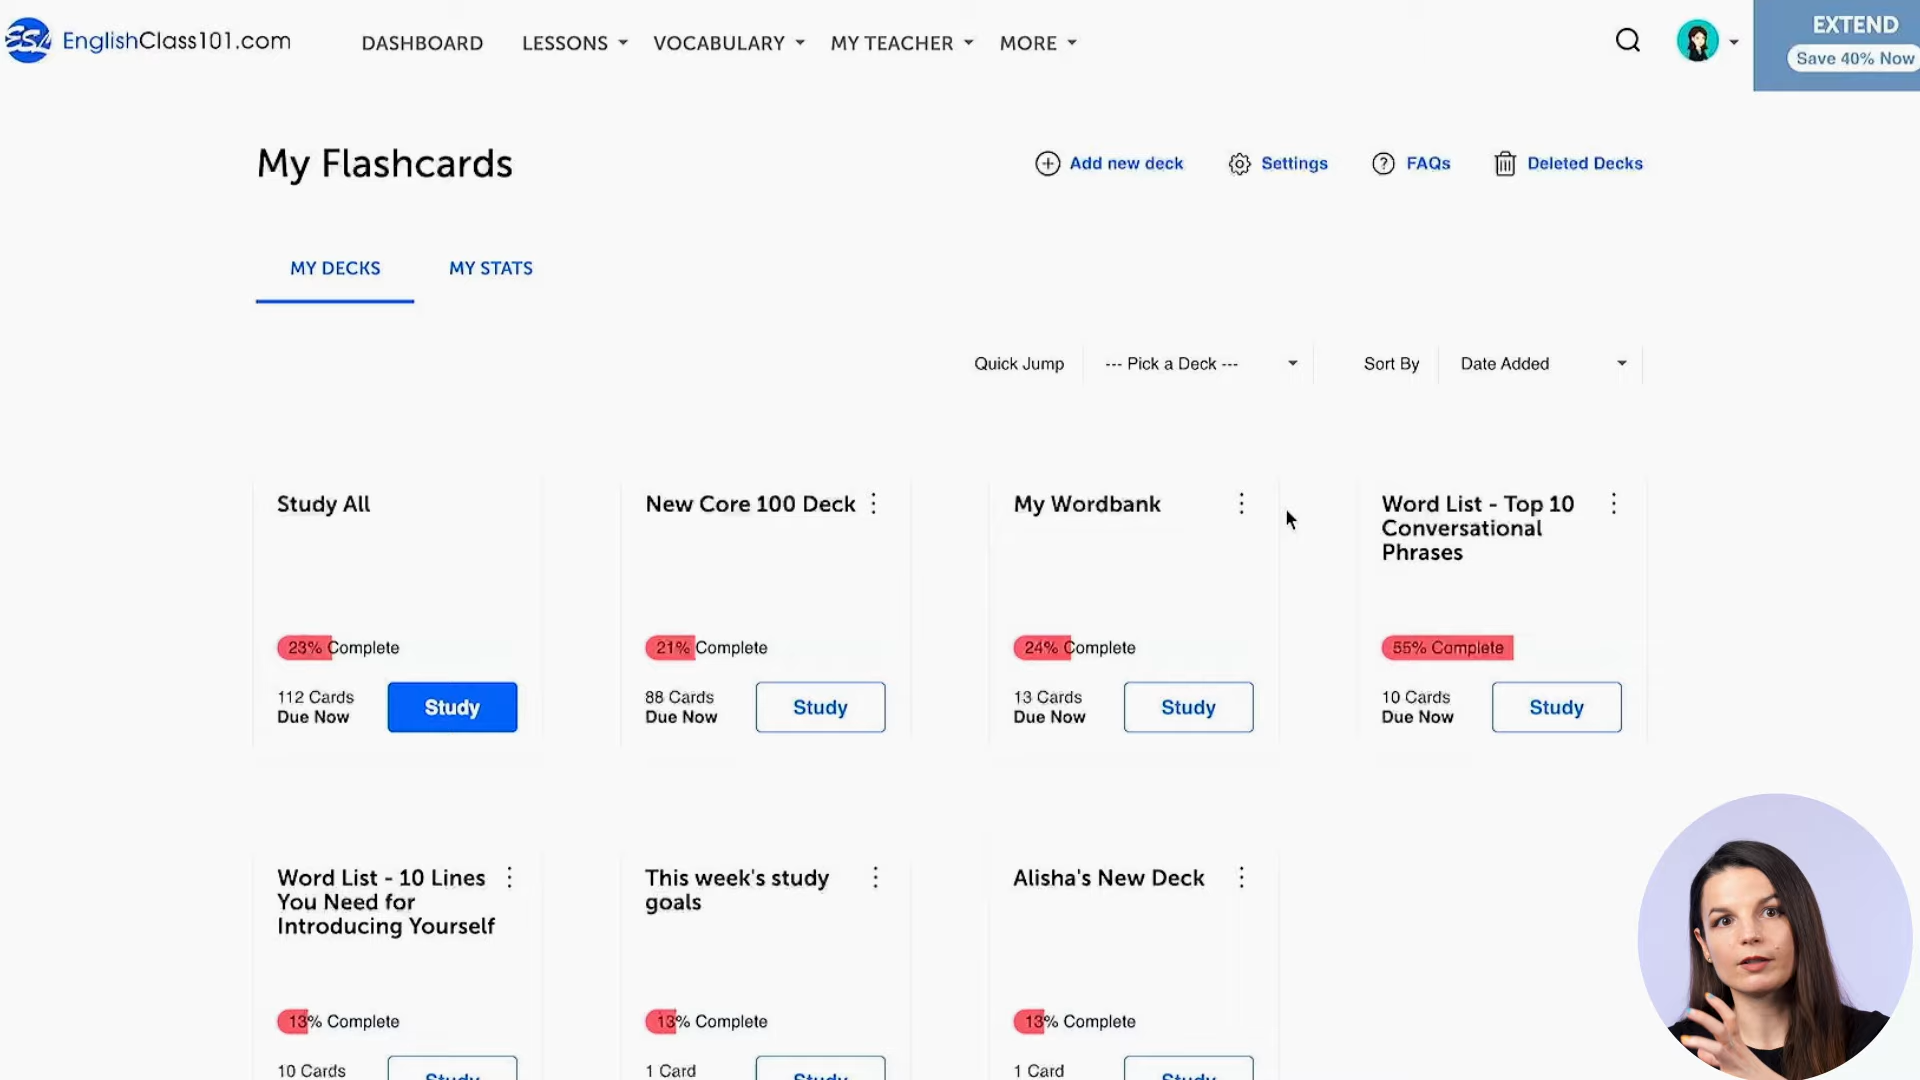 ESL EnglishClass101.com DASHBOARD LESSONS VOCABULARY MY TEACHER MORE EXTEND
Save 40% Now
My Flashcards Add new deck Settings FAQs Deleted Decks
MY DECKS MY STATS
Quick Jump --- Pick a Deck --- Sort By Date Added
Study All
23% Complete
112 Cards
Due Now
Study
New Core 100 Deck
21% Complete
88 Cards
Due Now
Study
My Wordbank
24% Complete
13 Cards
Due Now
Study
Word List - Top 10
Conversational
Phrases
55% Complete
10 Cards
Due Now
Study
Word List - 10 Lines
You Need for
Introducing Yourself
13% Complete
10 Cards
Study
This week's study
goals
13% Complete
1 Card
Study
Alisha's New Deck
13% Complete
1 Card
Study